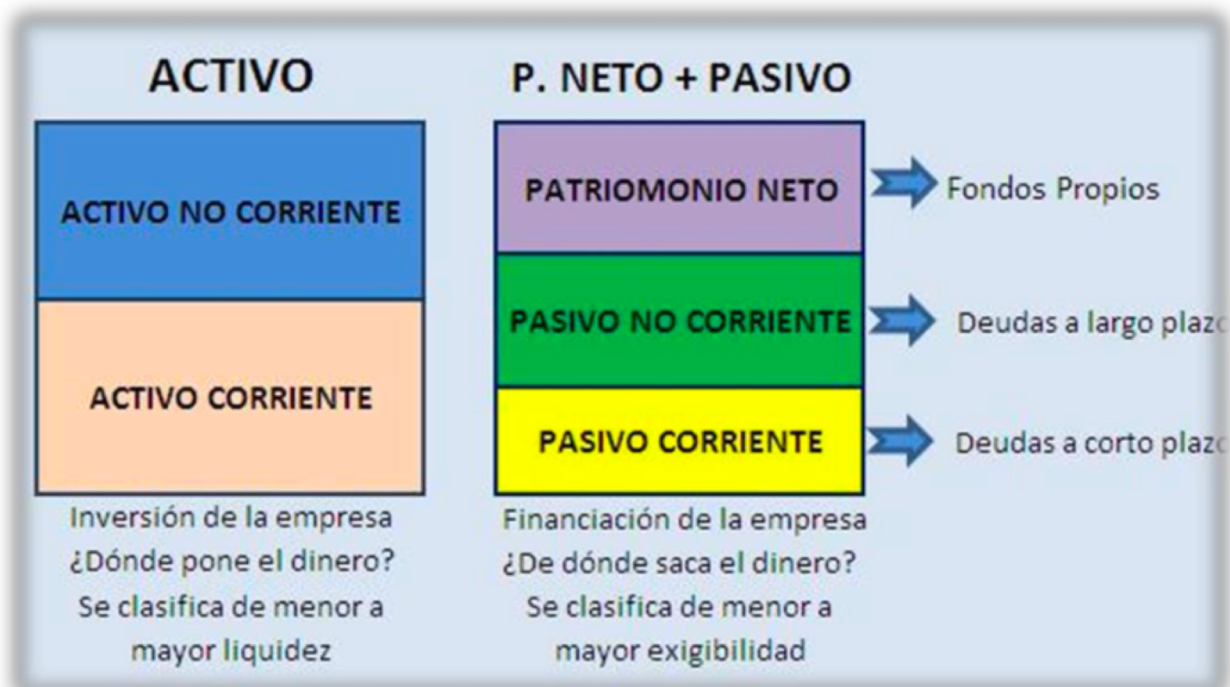 ACTIVO
P. NETO + PASIVO
ACTIVO NO CORRIENTE
ACTIVO CORRIENTE
PATRIOMONIO NETO
Fondos Propios
PASIVO NO CORRIENTE
Deudas a largo plazo
PASIVO CORRIENTE
Deudas a corto plazo
Inversión de la empresa
¿Dónde pone el dinero?
Se clasifica de menor a
mayor liquidez
Financiación de la empresa
¿De dónde saca el dinero?
Se clasifica de menor a
mayor exigibilidad